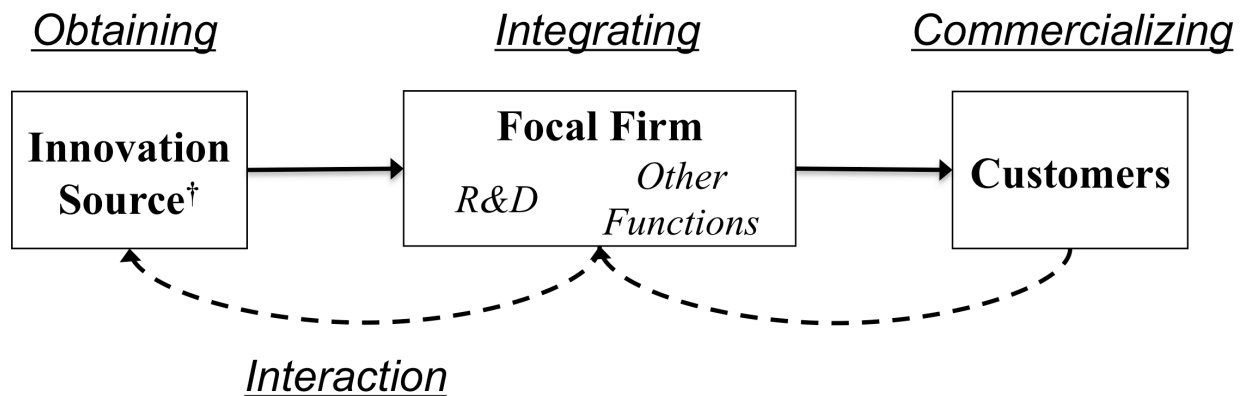 Obtaining
Integrating
Commercializing
Innovation
Source†
Focal Firm
R&D
Other
Functions
Customers
Interaction